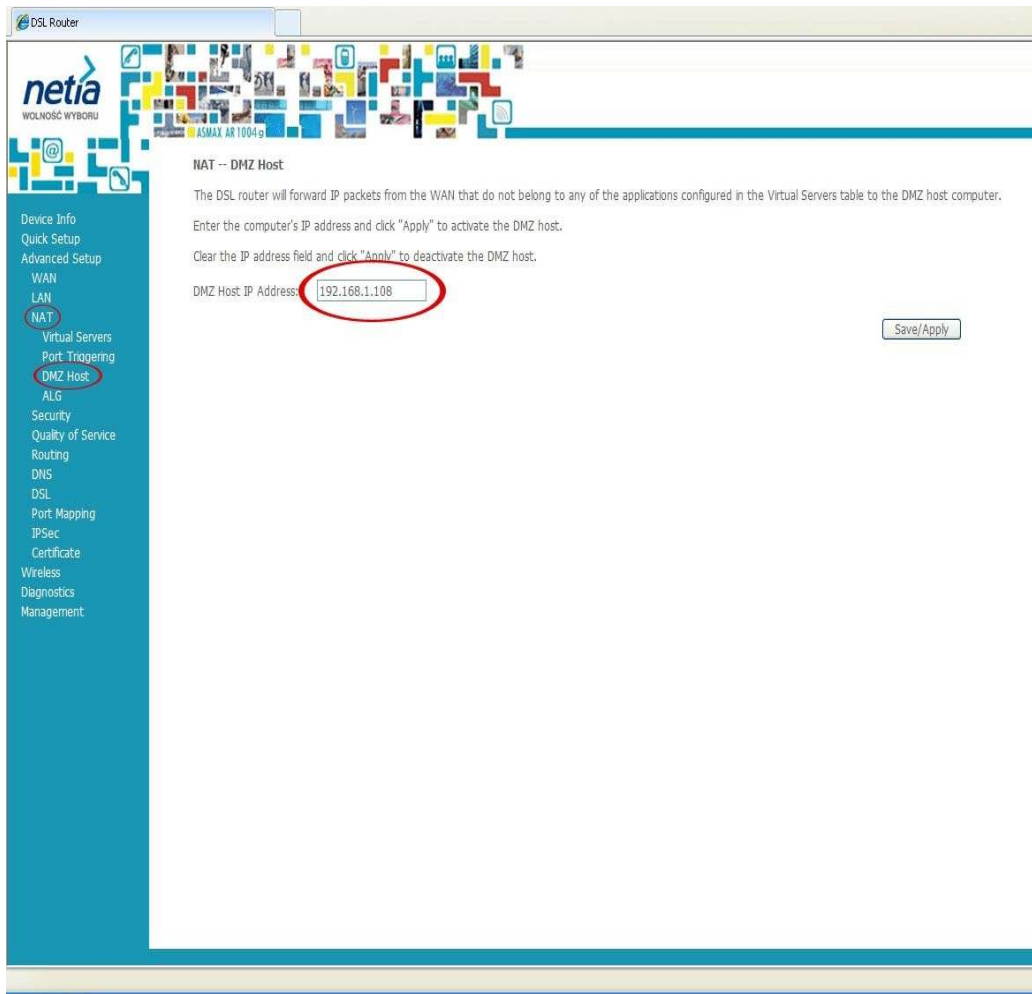 DSL Router
netia
WOLNOŚĆ WYBORU
@
ASMAX AR 1004 g
NAT -- DMZ Host
The DSL router will forward IP packets from the WAN that do not belong to any of the applications configured in the Virtual Servers table to the DMZ host computer.
Enter the computer's IP address and click "Apply" to activate the DMZ host.
Clear the IP address field and click "Apply" to deactivate the DMZ host.
DMZ Host IP Address: 192.168.1.108
Save/Apply
Device Info
Quick Setup
Advanced Setup
WAN
LAN
NAT
Virtual Servers
Port Triggering
DMZ Host
ALG
Security
Quality of Service
Routing
DNS
DSL
Port Mapping
IPSec
Certificate
Wireless
Diagnostics
Management